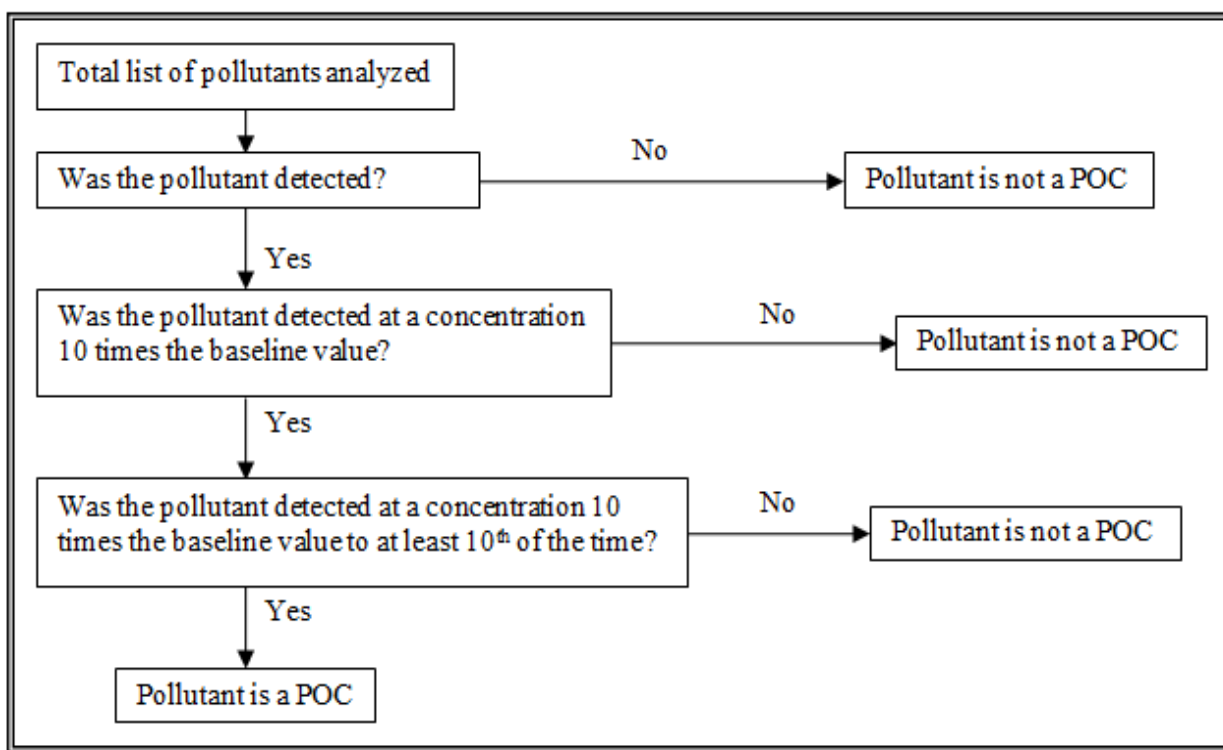 Total list of pollutants analyzed
No
Was the pollutant detected?
Pollutant is not a POC
Yes
Was the pollutant detected at a concentration
10 times the baseline value?
No
Pollutant is not a POC
Yes
Was the pollutant detected at a concentration 10
times the baseline value to at least 10th of the time?
No
Pollutant is not a POC
Yes
Pollutant is a POC